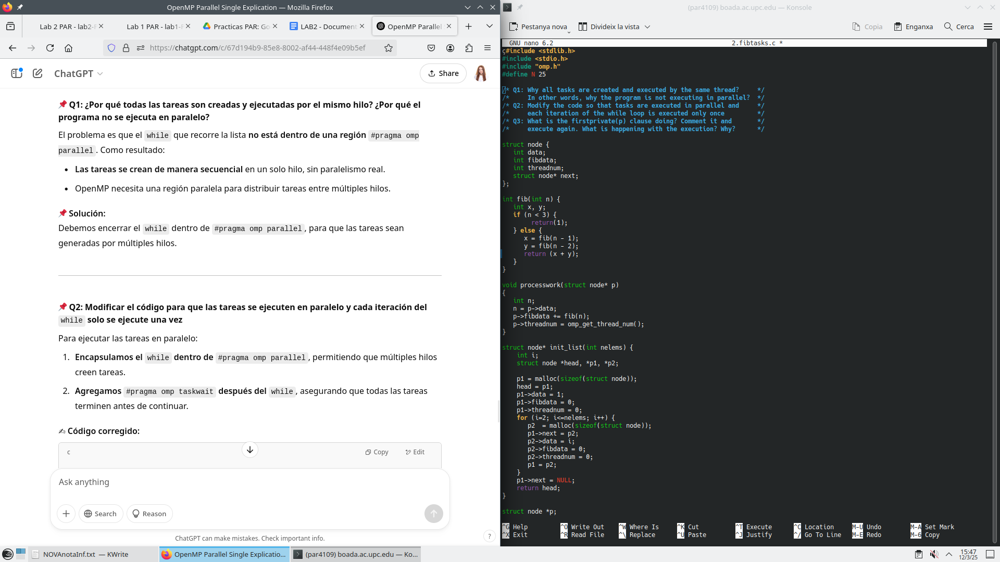 OpenMP Parallel Single Explication — Mozilla Firefox
Lab 2 PAR - lab2-P
Lab 1 PAR - lab1-P
Practicas PAR: Go
LAB2 - Document
OpenMP Parallel
https://chatgpt.com/c/67d194b9-85e8-8002-af44-448f4e09b5ef
ChatGPT
Share
📌 Q1: ¿Por qué todas las tareas son creadas y ejecutadas por el mismo hilo? ¿Por qué el
programa no se ejecuta en paralelo?
El problema es que el while que recorre la lista no está dentro de una región #pragma omp
parallel. Como resultado:
• Las tareas se crean de manera secuencial en un solo hilo, sin paralelismo real.
• OpenMP necesita una región paralela para distribuir tareas entre múltiples hilos.
📌 Solución:
Debemos encerrar el while dentro de #pragma omp parallel, para que las tareas sean
generadas por múltiples hilos.
📌 Q2: Modificar el código para que las tareas se ejecuten en paralelo y cada iteración del
while solo se ejecute una vez
Para ejecutar las tareas en paralelo:
1. Encapsulamos el while dentro de #pragma omp parallel, permitiendo que múltiples hilos
creen tareas.
2. Agregamos #pragma omp taskwait después del while, asegurando que todas las tareas
terminen antes de continuar.
✍ Código corregido:
c
Copy
Edit
Ask anything
Search
Reason
ChatGPT can make mistakes. Check important info.
?
(par4109) boada.ac.upc.edu — Konsole
Pestanya nova
Divideix la vista
Copia
Enganxa
Cerca
GNU nano 6.2 2.fibtasks.c *
ç#include <stdlib.h>
#include <stdio.h>
#include "omp.h"
#define N 25
/* Q1: Why all tasks are created and executed by the same thread? */
/* In other words, why the program is not executing in parallel? */
/* Q2: Modify the code so that tasks are executed in parallel and */
/* each iteration of the while loop is executed only once */
/* Q3: What is the firstprivate(p) clause doing? Comment it and */
/* execute again. What is happening with the execution? Why? */
struct node {
int data;
int fibdata;
int threadnum;
struct node* next;
};
int fib(int n) {
int x, y;
if (n < 3) {
return(1);
} else {
x = fib(n - 1);
y = fib(n - 2);
return (x + y);
}
}
void processwork(struct node* p)
{
int n;
n = p->data;
p->fibdata += fib(n);
p->threadnum = omp_get_thread_num();
}
struct node* init_list(int nelems) {
int i;
struct node *head, *p1, *p2;
p1 = malloc(sizeof(struct node));
head = p1;
p1->data = 1;
p1->fibdata = 0;
p1->threadnum = 0;
for (i=2; i<=nelems; i++) {
p2 = malloc(sizeof(struct node));
p1->next = p2;
p2->data = i;
p2->fibdata = 0;
p2->threadnum = 0;
p1 = p2;
}
p1->next = NULL;
return head;
}
struct node *p;
^G Help ^O Write Out ^W Where Is ^K Cut ^T Execute ^C Location M-U Undo M-A Set Mark
^X Exit ^R Read File ^\ Replace ^U Paste ^J Justify ^/ Go To Line M-E Redo M-6 Copy
NOVAnotaInf.txt — KWrite
OpenMP Parallel Single Explicatio...
(par4109) boada.ac.upc.edu — Ko...
15:47
12/3/25